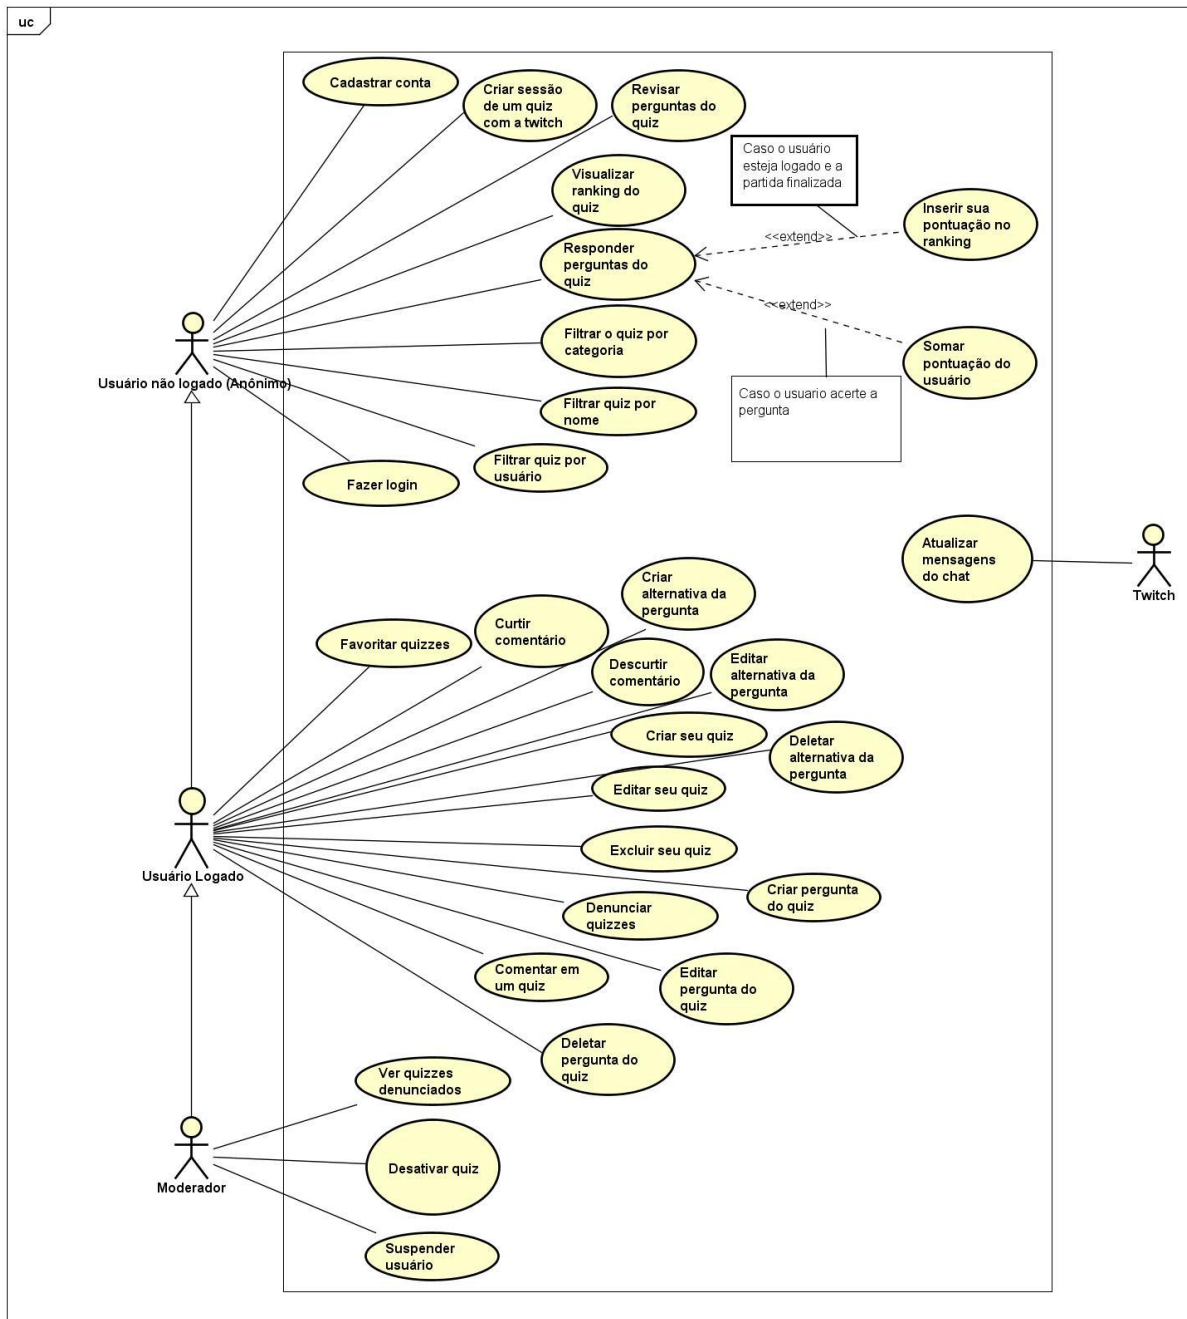 uc
Cadastrar conta
Criar sessão
de um quiz
com a twitch
Revisar
perguntas do
quiz
Caso o usuário
esteja logado e a
partida finalizada
Visualizar
ranking do
quiz
Inserir sua
pontuação no
ranking
<<extend>>
Responder
perguntas do
quiz
<<extend>>
Filtrar o quiz por
categoria
Somar
pontuação do
usuário
Usuário não logado (Anônimo)
Caso o usuario acerte a
pergunta
Filtrar quiz por
nome
Filtrar quiz por
usuário
Fazer login
Atualizar
mensagens
do chat
Twitch
Criar
alternativa da
pergunta
Curtir
comentário
Favoritar quizzes
Descurtir
comentário
Editar
alternativa da
pergunta
Criar seu quiz
Deletar
alternativa da
pergunta
Editar seu quiz
Excluir seu quiz
Usuário Logado
Criar pergunta
do quiz
Denunciar
quizzes
Comentar em
um quiz
Editar
pergunta do
quiz
Deletar
pergunta do
quiz
Ver quizzes
denunciados
Desativar quiz
Moderador
Suspender
usuário